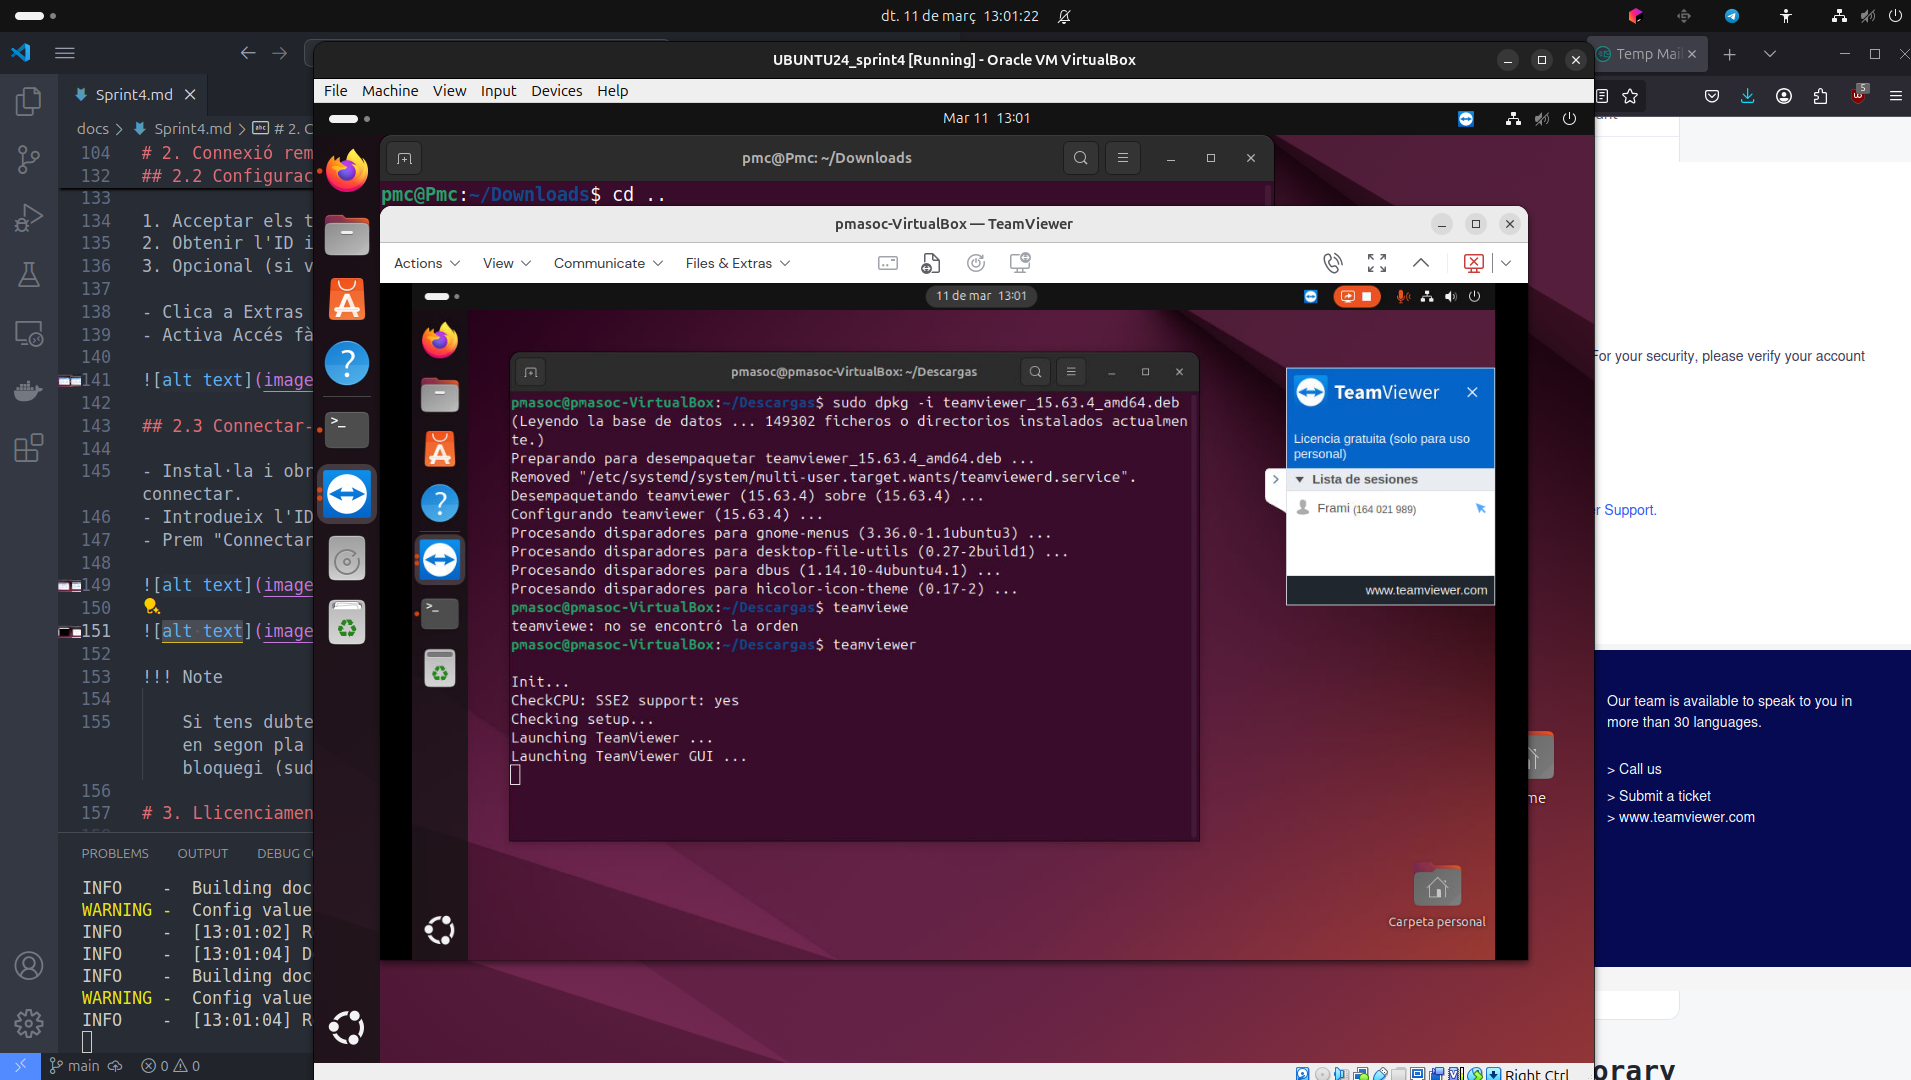 dt. 11 de març 13:01:22
UBUNTU24_sprint4 [Running] - Oracle VM VirtualBox
Temp Mai
5
Sprint4.md
File Machine View Input Devices Help
docs > Sprint4.md > # 2. C
Mar 11 13:01
104 # 2. Connexió rem
132 ## 2.2 Configurac
133
134 1. Acceptar els t
135 2. Obtenir l'ID i
136 3. Opcional (si v
137
138 - Clica a Extras
139 - Activa Accés fà
140
141 ![alt text](image
142
143 ## 2.3 Connectar-
144
145 - Instal·la i obr
connectar.
146 - Introdueix l'ID
147 - Prem "Connectar
148
149 ![alt text](image
150
151 ![alt text](image
152
153 !!! Note
154
155 Si tens dubte
en segon pla
bloquegi (sud
156
157 # 3. Llicenciamen
PROBLEMS OUTPUT DEBUG CO
INFO - Building doc
WARNING - Config value
INFO - [13:01:02] R
INFO - [13:01:04] D
INFO - Building doc
WARNING - Config value
INFO - [13:01:04] R
main 0 0
pmc@Pmc: ~/Downloads
pmc@Pmc:~/Downloads$ cd ..
pmasoc-VirtualBox — TeamViewer
Actions View Communicate Files & Extras
11 de mar 13:01
pmasoc@pmasoc-VirtualBox: ~/Descargas
pmasoc@pmasoc-VirtualBox:~/Descargas$ sudo dpkg -i teamviewer_15.63.4_amd64.deb
(Leyendo la base de datos ... 149302 ficheros o directorios instalados actualmen
te.)
Preparando para desempaquetar teamviewer_15.63.4_amd64.deb ...
Removed "/etc/systemd/system/multi-user.target.wants/teamviewerd.service".
Desempaquetando teamviewer (15.63.4) sobre (15.63.4) ...
Configurando teamviewer (15.63.4) ...
Procesando disparadores para gnome-menus (3.36.0-1.1ubuntu3) ...
Procesando disparadores para desktop-file-utils (0.27-2build1) ...
Procesando disparadores para dbus (1.14.10-4ubuntu4.1) ...
Procesando disparadores para hicolor-icon-theme (0.17-2) ...
pmasoc@pmasoc-VirtualBox:~/Descargas$ teamviewe
teamviewe: no se encontró la orden
pmasoc@pmasoc-VirtualBox:~/Descargas$ teamviewer
Init...
CheckCPU: SSE2 support: yes
Checking setup...
Launching TeamViewer ...
Launching TeamViewer GUI ...
TeamViewer
Licencia gratuita (solo para uso
personal)
Lista de sesiones
Frami (164 021 989)
www.teamviewer.com
Carpeta personal
me
Right Ctrl
For your security, please verify your account
r Support.
Our team is available to speak to you in
more than 30 languages.
> Call us
> Submit a ticket
> www.teamviewer.com
orary